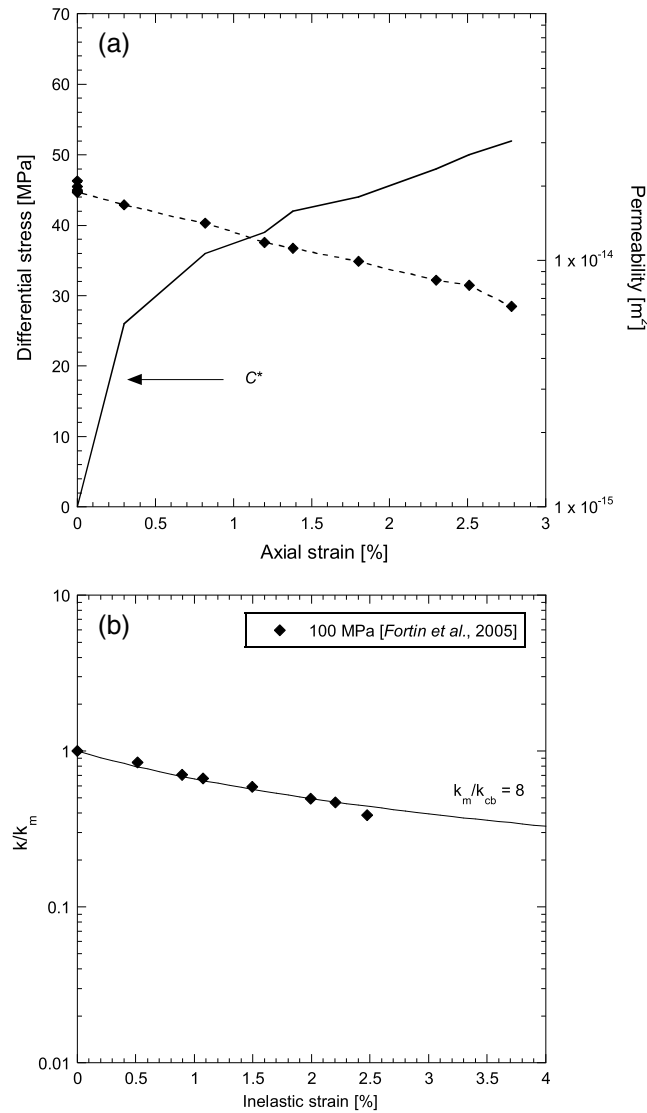 (a)
70
60
50
40
30
20
10
0
Differential stress [MPa]
C*
1 x 10⁻¹⁴
1 x 10⁻¹⁵
Permeability [m²]
0 0.5 1 1.5 2 2.5 3
Axial strain [%]
(b)
100 MPa [Fortin et al., 2005]
10
1
0.1
0.01
k/kₘ
k_m/k_cb = 8
0 0.5 1 1.5 2 2.5 3 3.5 4
Inelastic strain [%]